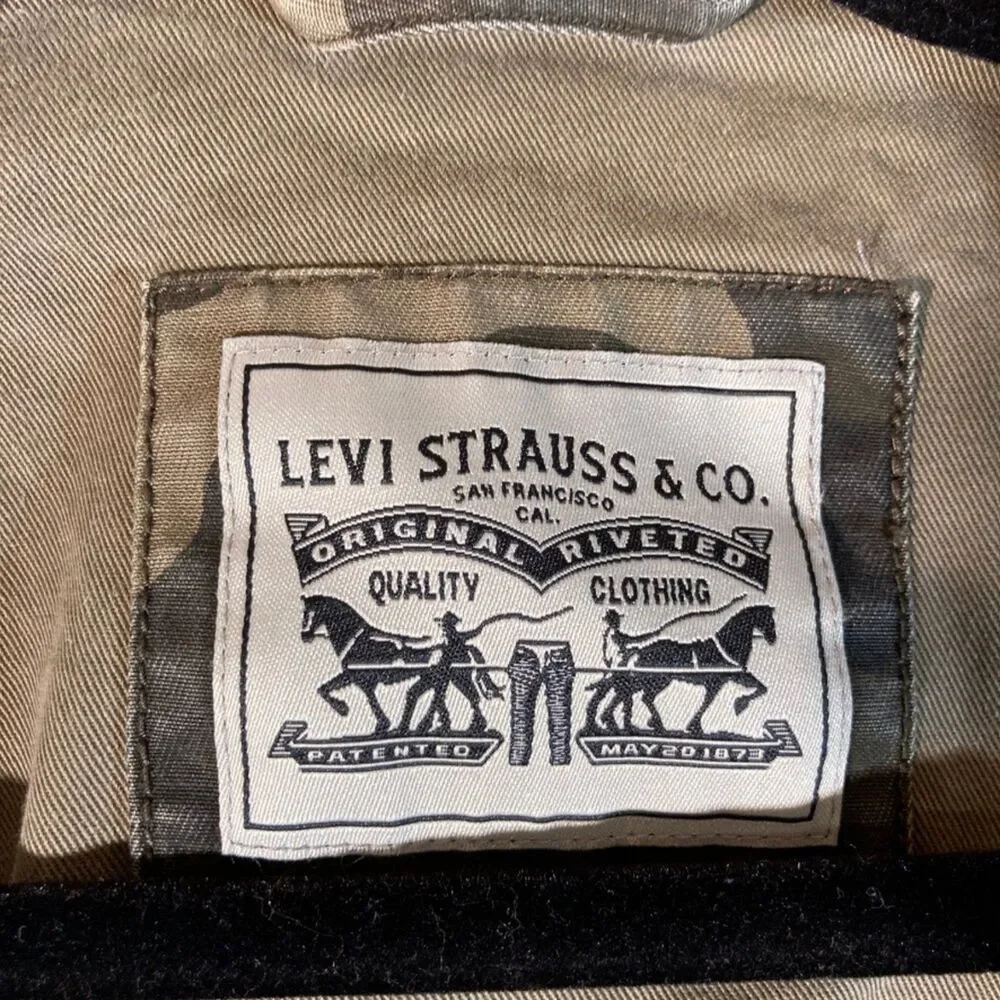 LEVI STRAUSS & CO.
SAN FRANCISCO
CAL.
ORIGINAL RIVETED
QUALITY CLOTHING
PATENTED MAY 20 1873